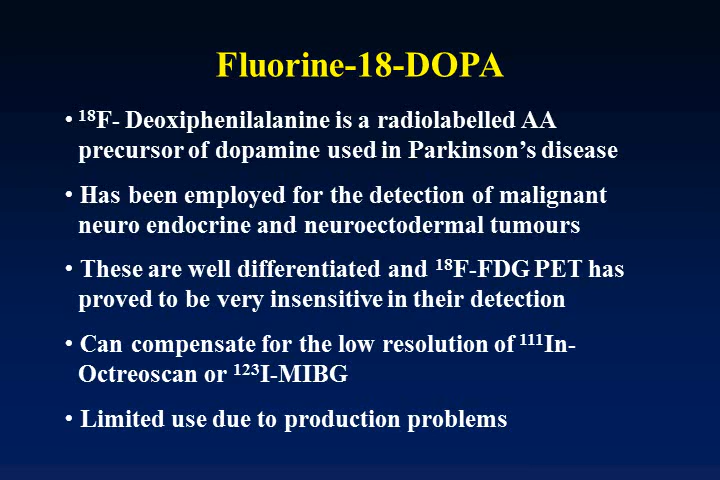 Fluorine-18-DOPA
• ¹⁸F- Deoxiphenilalanine is a radiolabelled AA
precursor of dopamine used in Parkinson’s disease
• Has been employed for the detection of malignant
neuro endocrine and neuroectodermal tumours
• These are well differentiated and ¹⁸F-FDG PET has
proved to be very insensitive in their detection
• Can compensate for the low resolution of ¹¹¹In-
Octreoscan or ¹²³I-MIBG
• Limited use due to production problems